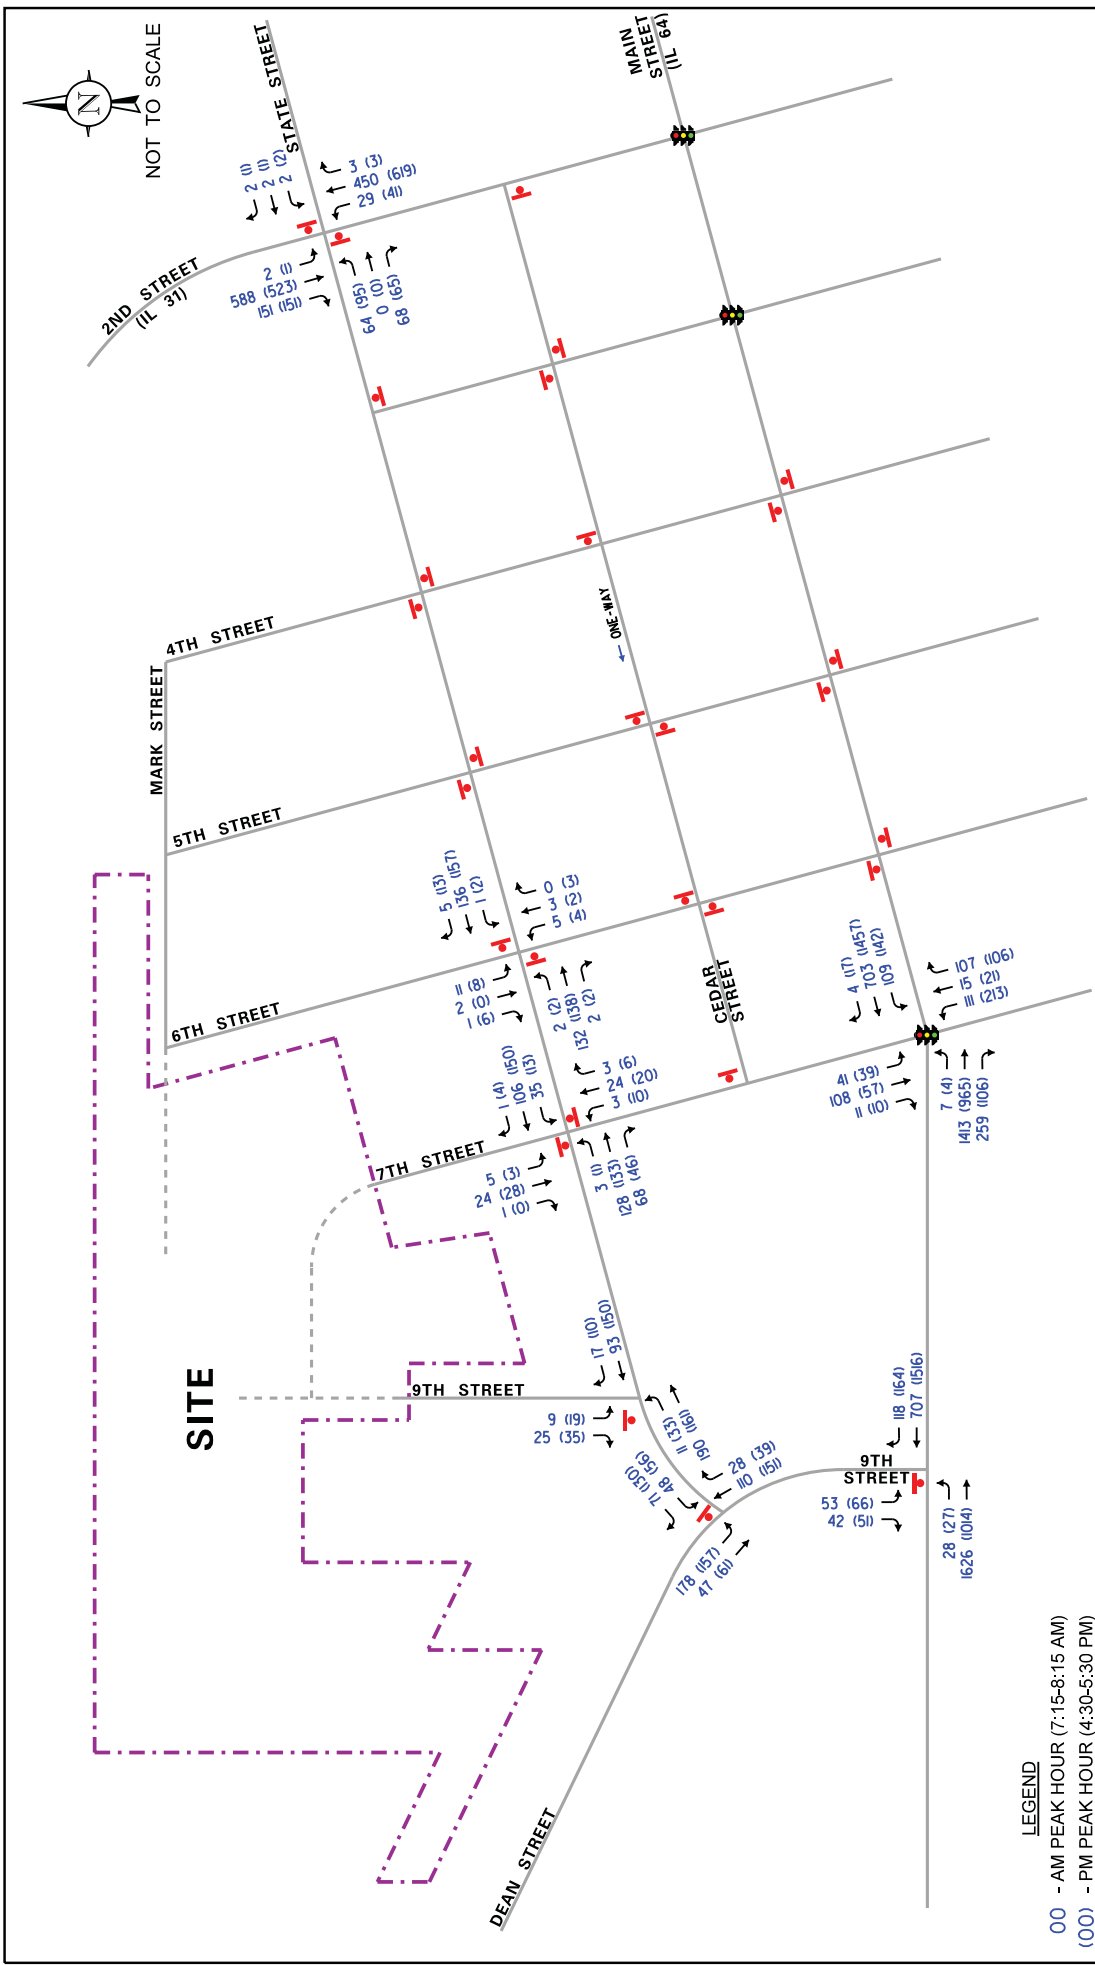 N
NOT TO SCALE
STATE STREET
MAIN
STREET
(IL 64)
2ND STREET
(IL 31)
2 (1)
2 (1)
2 (2)
3 (3)
450 (619)
29 (41)
2 (1)
588 (523)
151 (151)
64 (95)
0 (0)
68 (65)
4TH STREET
MARK STREET
ONE-WAY
5TH STREET
6TH STREET
5 (13)
136 (157)
1 (2)
0 (3)
3 (2)
5 (4)
11 (8)
2 (0)
1 (6)
2 (2)
132 (138)
2 (2)
CEDAR
STREET
4 (17)
703 (1457)
109 (142)
107 (106)
15 (21)
111 (213)
41 (39)
108 (57)
11 (10)
7 (4)
1413 (965)
259 (106)
1 (4)
106 (150)
35 (13)
3 (6)
24 (20)
3 (10)
7TH STREET
5 (3)
24 (28)
1 (0)
3 (1)
128 (133)
68 (46)
SITE
17 (10)
93 (150)
9TH STREET
9 (19)
25 (35)
11 (33)
190 (161)
71 (130)
48 (56)
28 (39)
110 (151)
178 (157)
47 (61)
118 (164)
707 (1516)
9TH
STREET
53 (66)
42 (51)
28 (27)
1626 (1014)
DEAN STREET
LEGEND
00 - AM PEAK HOUR (7:15-8:15 AM)
(00) - PM PEAK HOUR (4:30-5:30 PM)